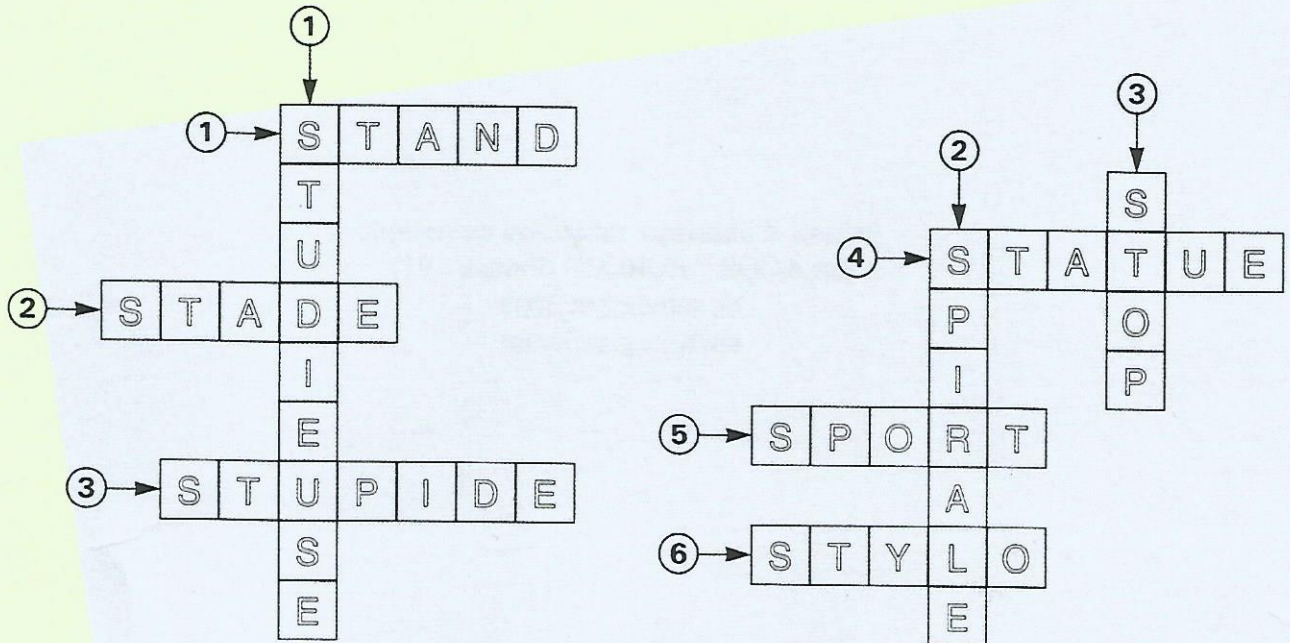 1
1 STAND
STUDIEUSE
2 STADE
3 STUPIDE
3
STOP
2
4 STATUE
SPIRALE
5 SPORT
6 STYLO